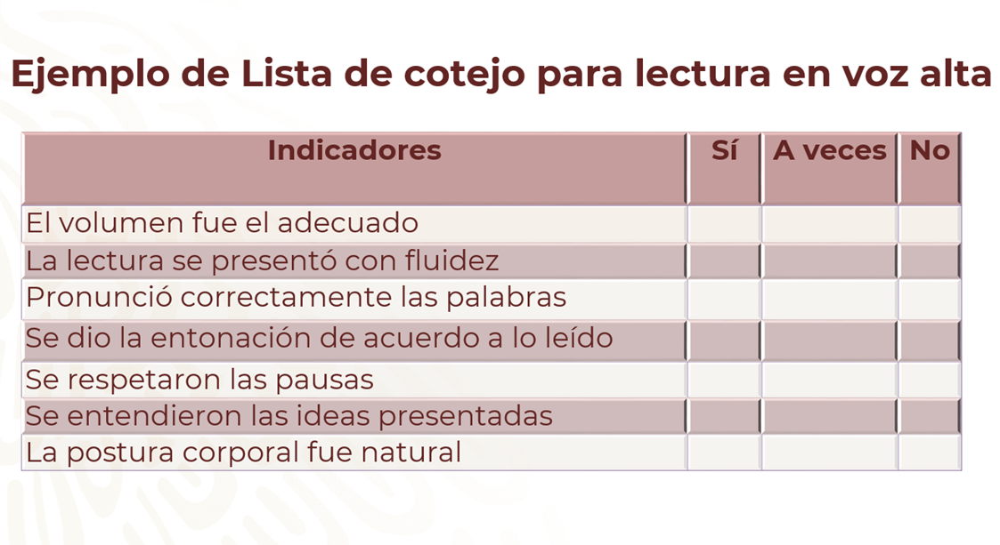 Ejemplo de Lista de cotejo para lectura en voz alta
Indicadores Sí A veces No
El volumen fue el adecuado
La lectura se presentó con fluidez
Pronunció correctamente las palabras
Se dio la entonación de acuerdo a lo leído
Se respetaron las pausas
Se entendieron las ideas presentadas
La postura corporal fue natural